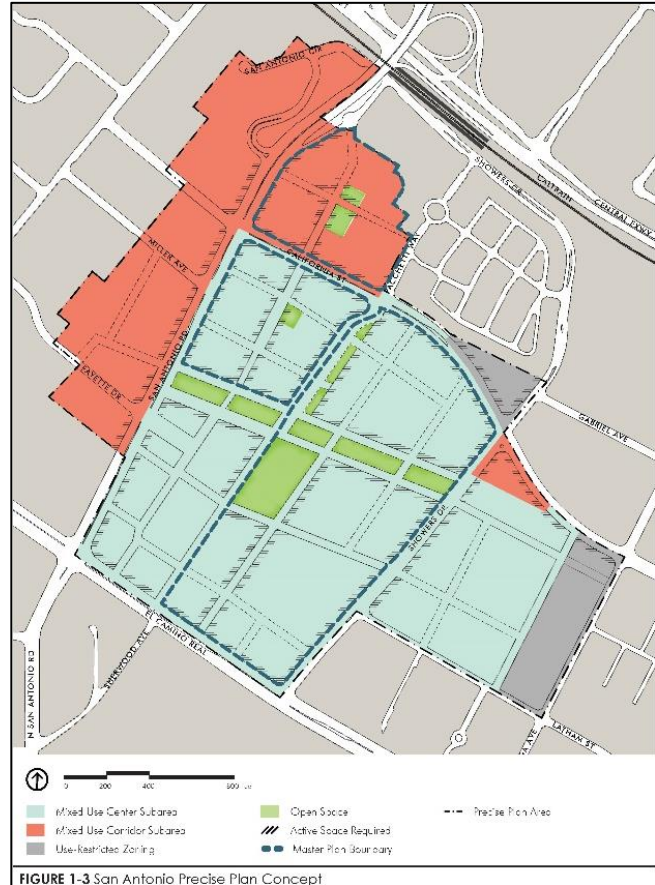 SAN ANTONIO CIR
SHOWERS DR
CALTRAIN
CENTRAL EXPY
PACCHETTI WAY
MILLER AVE
CALIFORNIA ST
SAN ANTONIO RD
FAYETTE DR
GABRIEL AVE
SHOWERS DR
EL CAMINO REAL
SHERWOOD AVE
N SAN ANTONIO RD
LATHAM ST
0 200 400 800
Mixed Use Center Subarea
Mixed Use Corridor Subarea
Use-Restricted Zoning
Open Space
Active Space Required
Master Plan Boundary
Precise Plan Area
FIGURE 1-3 San Antonio Precise Plan Concept